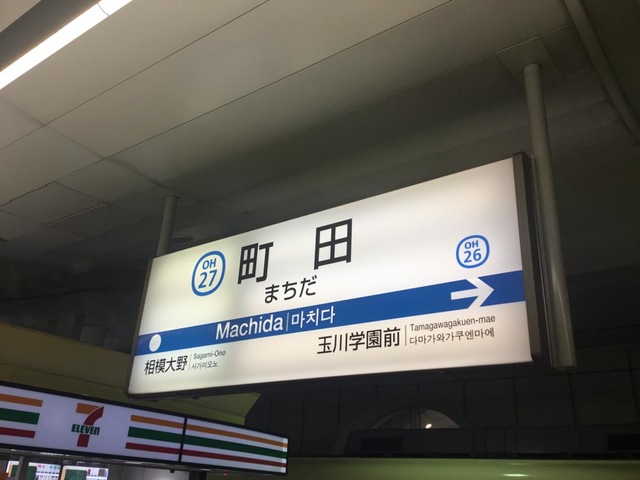 OH
27
町 田
OH
26
まちだ
Machida|마치다
相模大野
Sagami-Ono
사가미오노
玉川学園前
Tamagawagakuen-mae
다마가와가쿠엔마에
7
ELEVEN